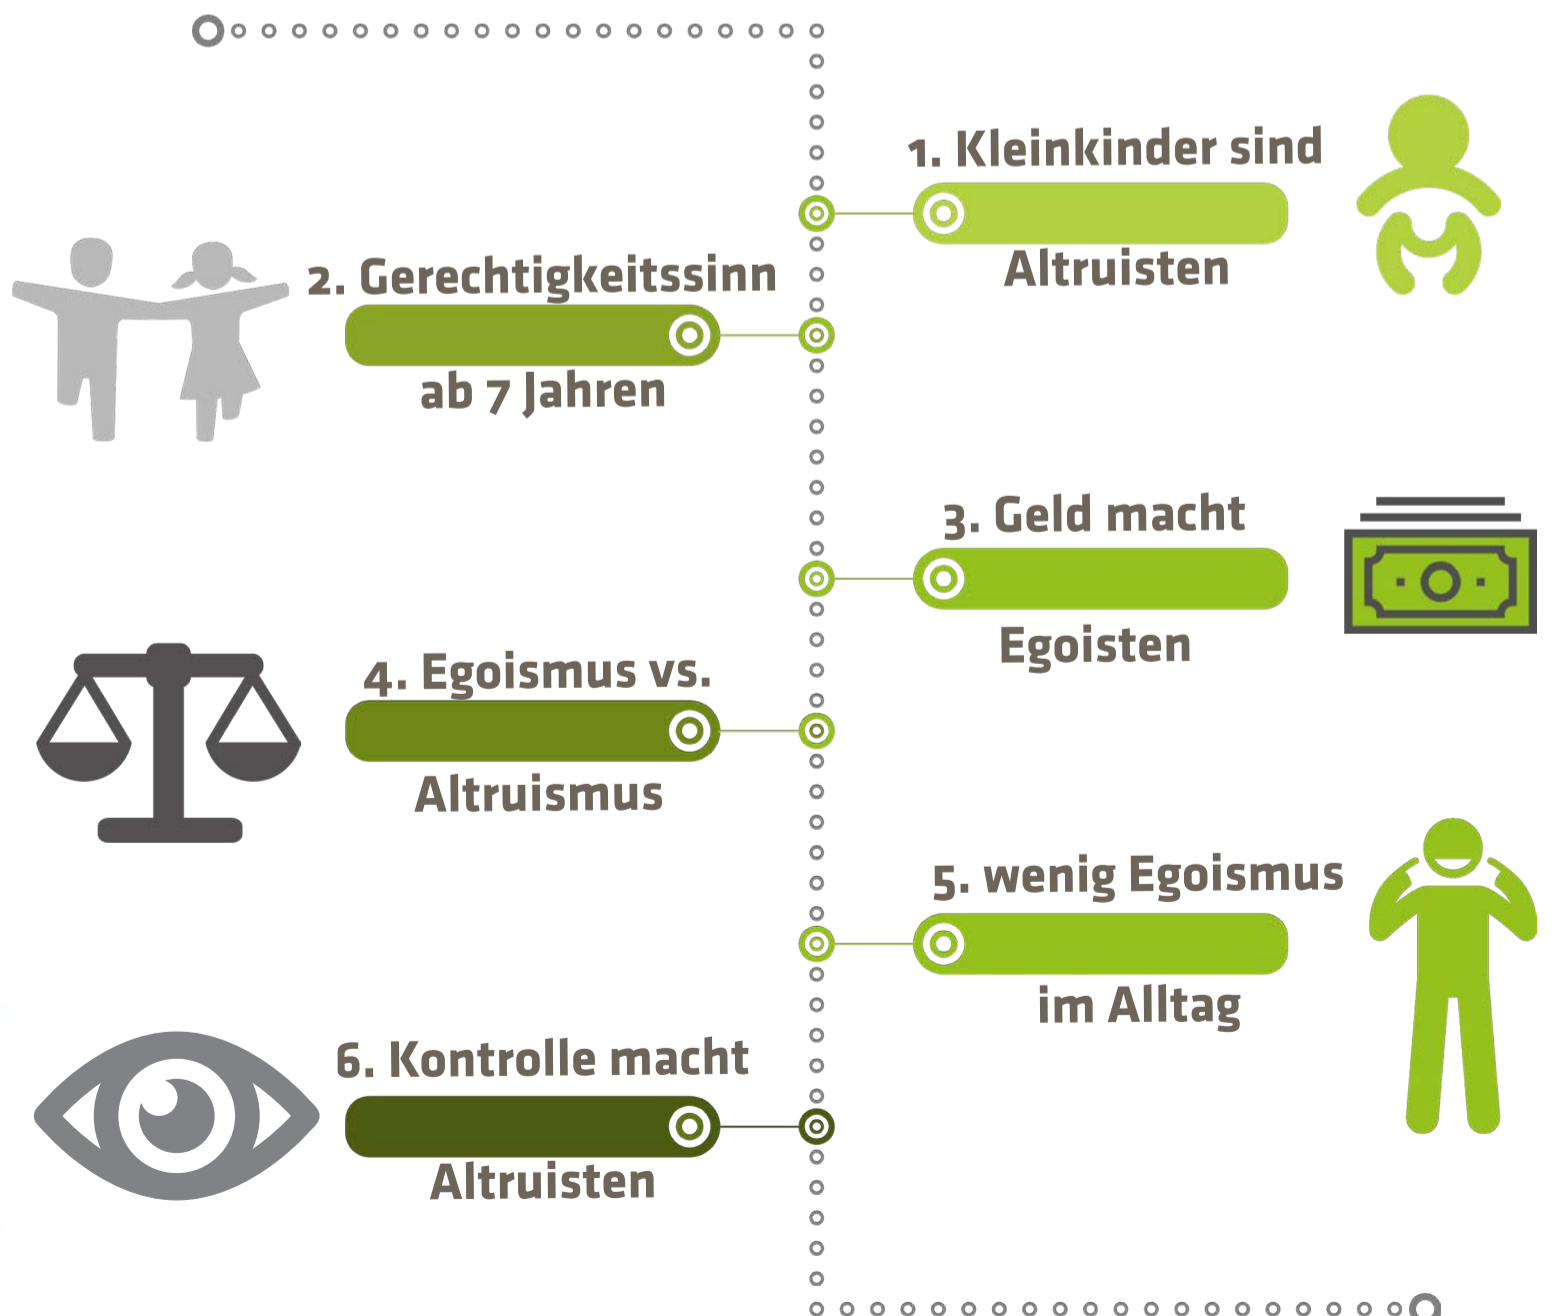 1. Kleinkinder sind
Altruisten
2. Gerechtigkeitssinn
ab 7 Jahren
3. Geld macht
Egoisten
4. Egoismus vs.
Altruismus
5. wenig Egoismus
im Alltag
6. Kontrolle macht
Altruisten